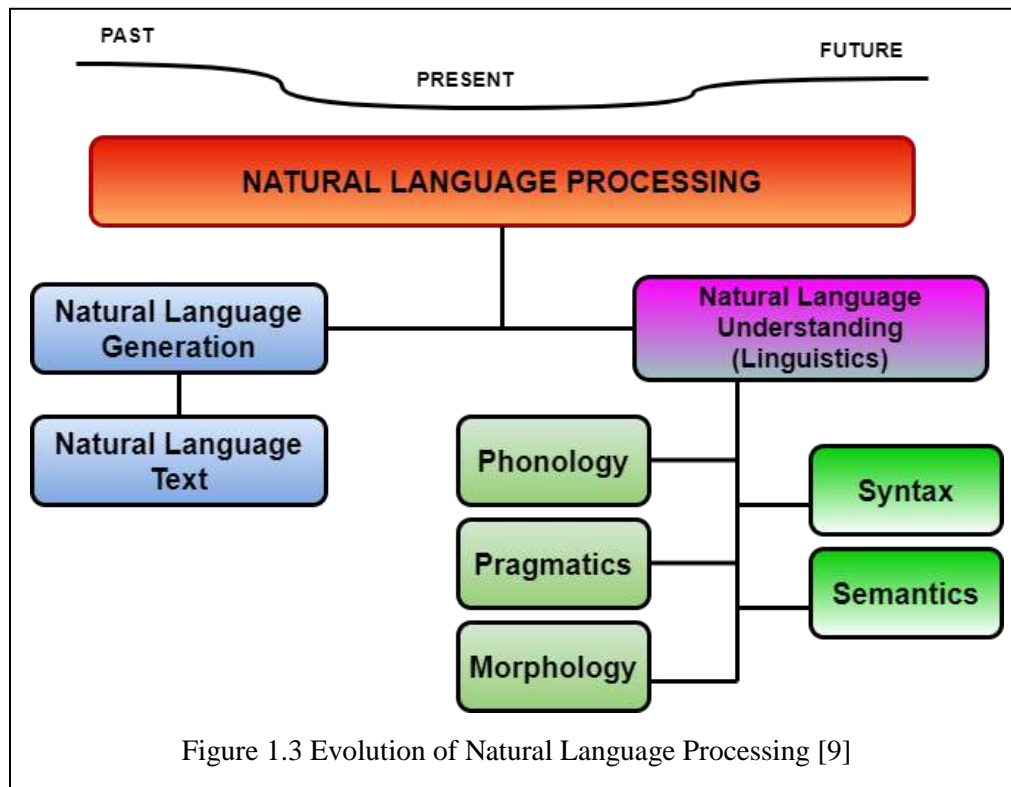 PAST
PRESENT
FUTURE
NATURAL LANGUAGE PROCESSING
Natural Language
Generation
Natural Language
Text
Natural Language
Understanding
(Linguistics)
Phonology
Pragmatics
Morphology
Syntax
Semantics
Figure 1.3 Evolution of Natural Language Processing [9]